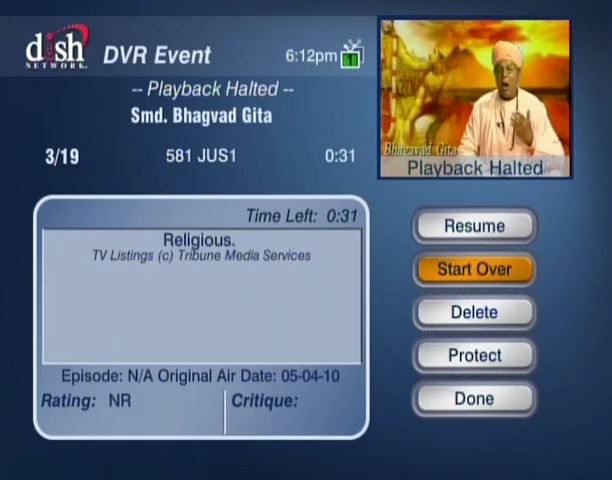 dish
NETWORK.
DVR Event
6:12pm
1
-- Playback Halted --
Smd. Bhagvad Gita
3/19 581 JUS1 0:31
Bhagavad Gita
Playback Halted
Time Left: 0:31
Religious.
TV Listings (c) Tribune Media Services
Episode: N/A Original Air Date: 05-04-10
Rating: NR Critique:
Resume
Start Over
Delete
Protect
Done